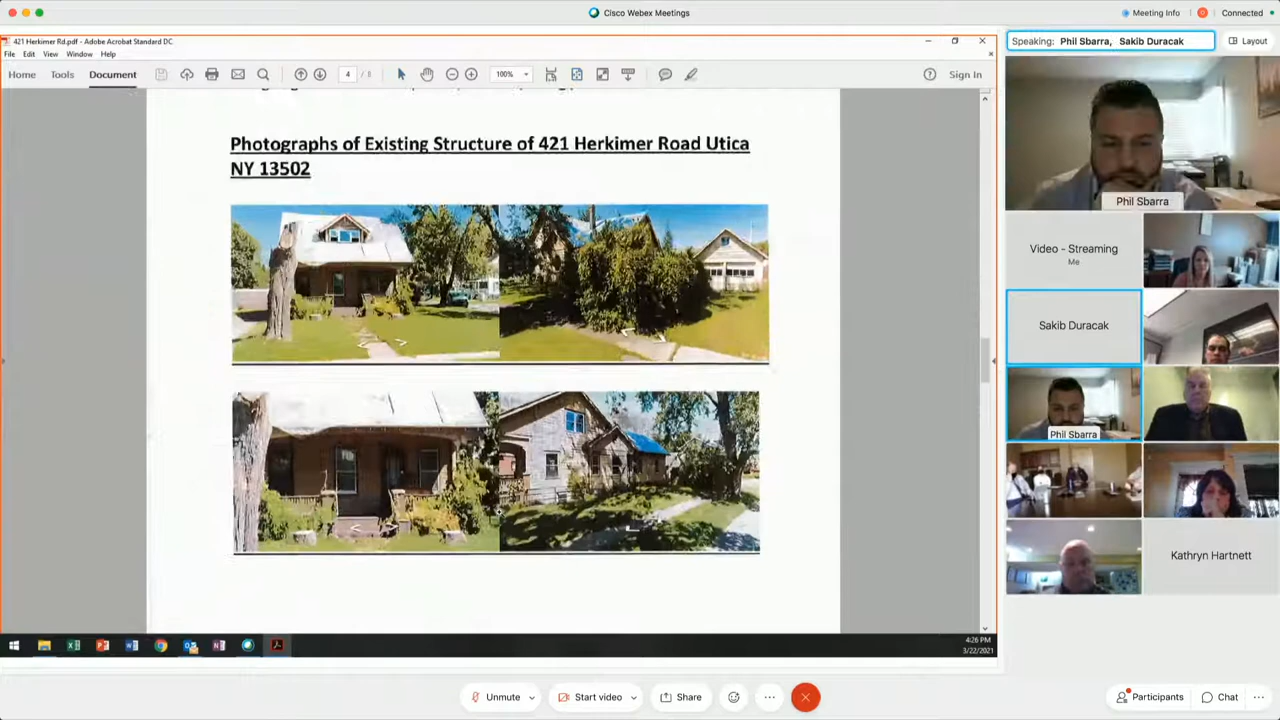 Cisco Webex Meetings
Meeting Info
Connected
421 Herkimer Rd.pdf - Adobe Acrobat Standard DC
File Edit View Window Help
Home Tools Document
4 / 8
100%
Sign In
Photographs of Existing Structure of 421 Herkimer Road Utica
NY 13502
4:26 PM
3/22/2021
Speaking: Phil Sbarra, Sakib Duracak
Layout
Phil Sbarra
Video - Streaming
Me
Sakib Duracak
Phil Sbarra
Kathryn Hartnett
Unmute
Start video
Share
Participants
Chat